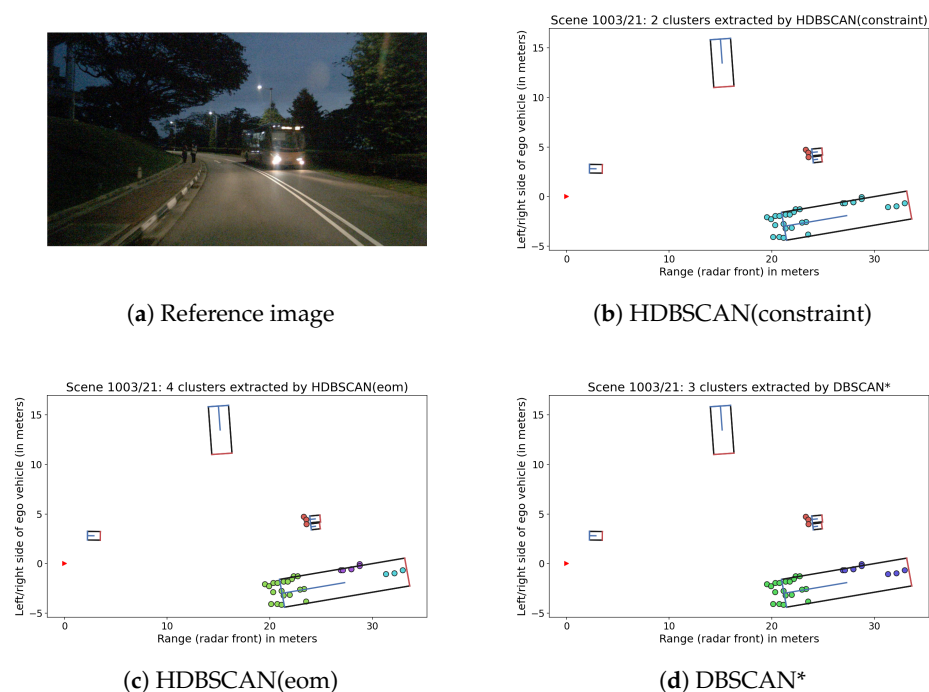 Scene 1003/21: 2 clusters extracted by HDBSCAN(constraint)
Left/right side of ego vehicle (in meters)
15
10
5
0
−5
0 10 20 30
Range (radar front) in meters
(a) Reference image
(b) HDBSCAN(constraint)
Scene 1003/21: 4 clusters extracted by HDBSCAN(eom)
Left/right side of ego vehicle (in meters)
15
10
5
0
−5
0 10 20 30
Range (radar front) in meters
(c) HDBSCAN(eom)
Scene 1003/21: 3 clusters extracted by DBSCAN*
Left/right side of ego vehicle (in meters)
15
10
5
0
−5
0 10 20 30
Range (radar front) in meters
(d) DBSCAN*